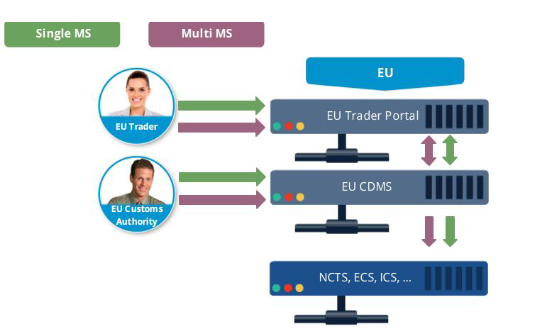 Single MS
Multi MS
EU
EU Trader
EU Trader Portal
EU CDMS
EU Customs
Authority
NCTS, ECS, ICS, ...